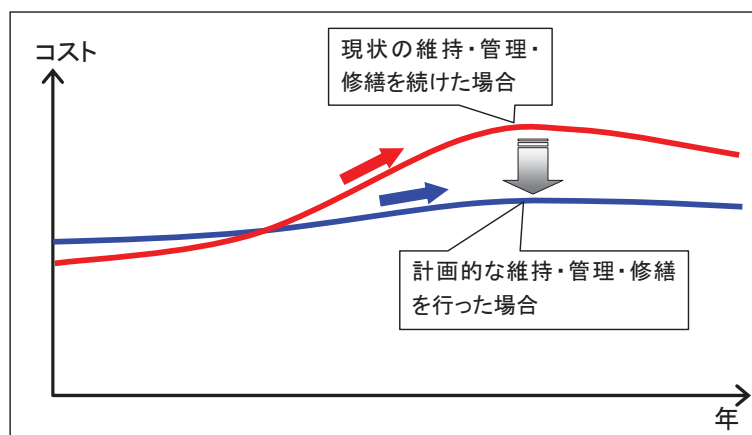 コスト
現状の維持・管理・
修繕を続けた場合
計画的な維持・管理・修繕
を行った場合
年